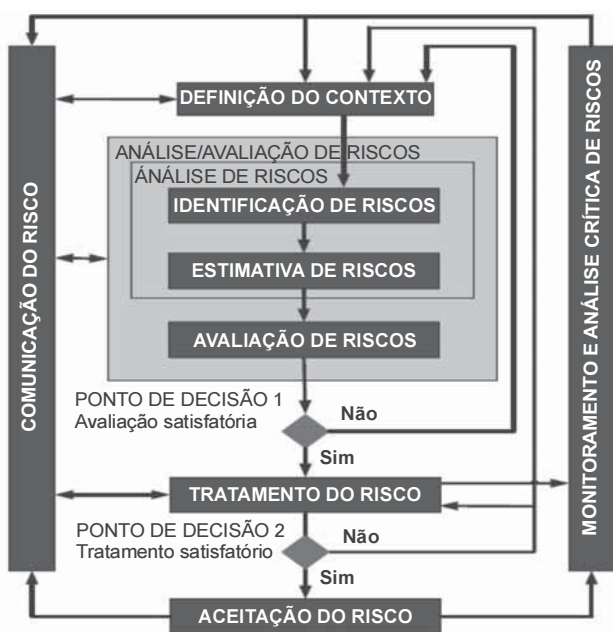 DEFINIÇÃO DO CONTEXTO
ANÁLISE/AVALIAÇÃO DE RISCOS
ÁNÁLISE DE RISCOS
IDENTIFICAÇÃO DE RISCOS
ESTIMATIVA DE RISCOS
AVALIAÇÃO DE RISCOS
PONTO DE DECISÃO 1
Avaliação satisfatória
Não
Sim
TRATAMENTO DO RISCO
PONTO DE DECISÃO 2
Tratamento satisfatório
Não
Sim
ACEITAÇÃO DO RISCO
COMUNICAÇÃO DO RISCO
MONITORAMENTO E ANÁLISE CRÍTICA DE RISCOS